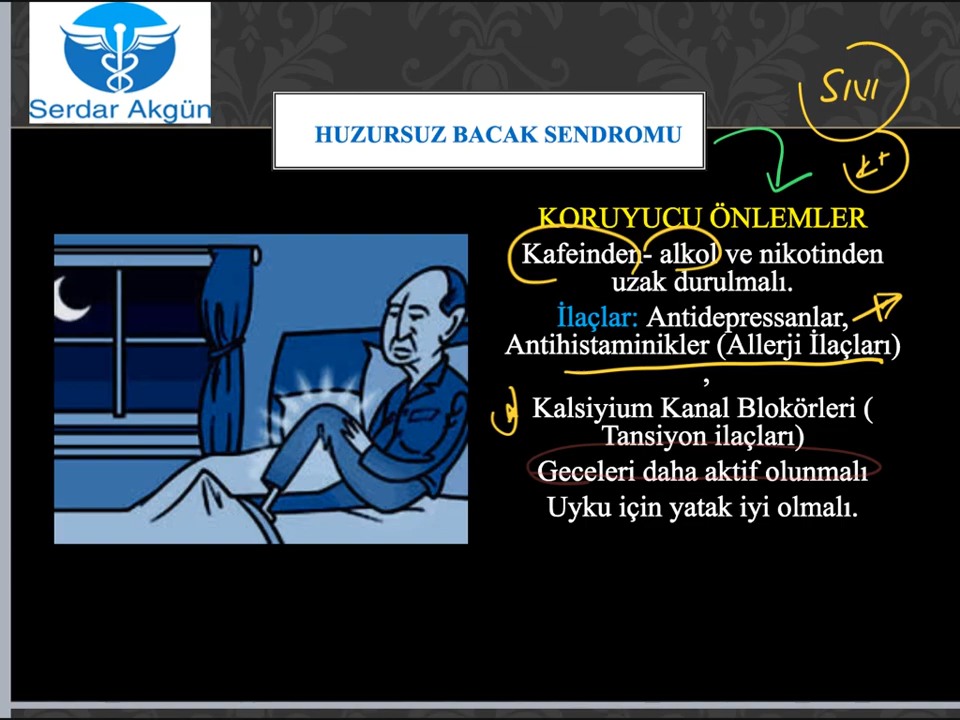 Serdar Akgün
HUZURSUZ BACAK SENDROMU
SIVI
K+
KORUYUCU ÖNLEMLER
Kafeinden- alkol ve nikotinden
uzak durulmalı.
İlaçlar: Antidepressanlar,
Antihistaminikler (Allerji İlaçları)
,
Kalsiyium Kanal Blokörleri (
Tansiyon ilaçları)
Geceleri daha aktif olunmalı
Uyku için yatak iyi olmalı.